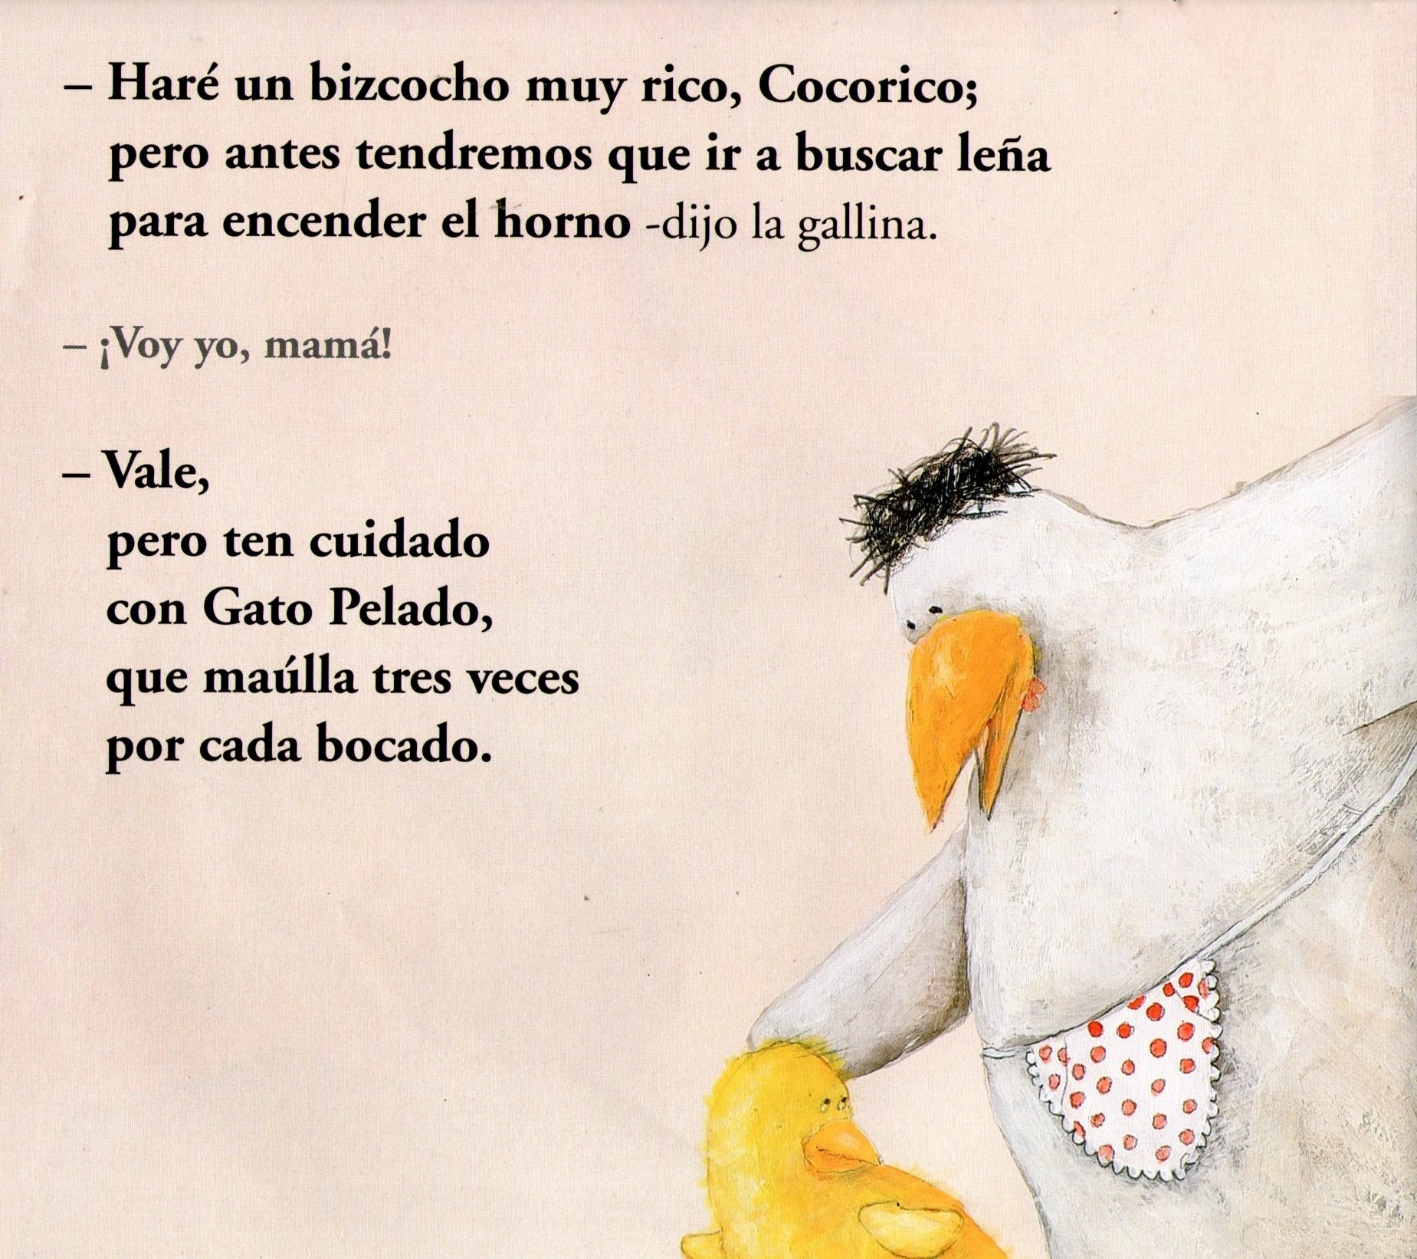 – Haré un bizcocho muy rico, Cocorico;
pero antes tendremos que ir a buscar leña
para encender el horno -dijo la gallina.
– ¡Voy yo, mamá!
– Vale,
pero ten cuidado
con Gato Pelado,
que maúlla tres veces
por cada bocado.